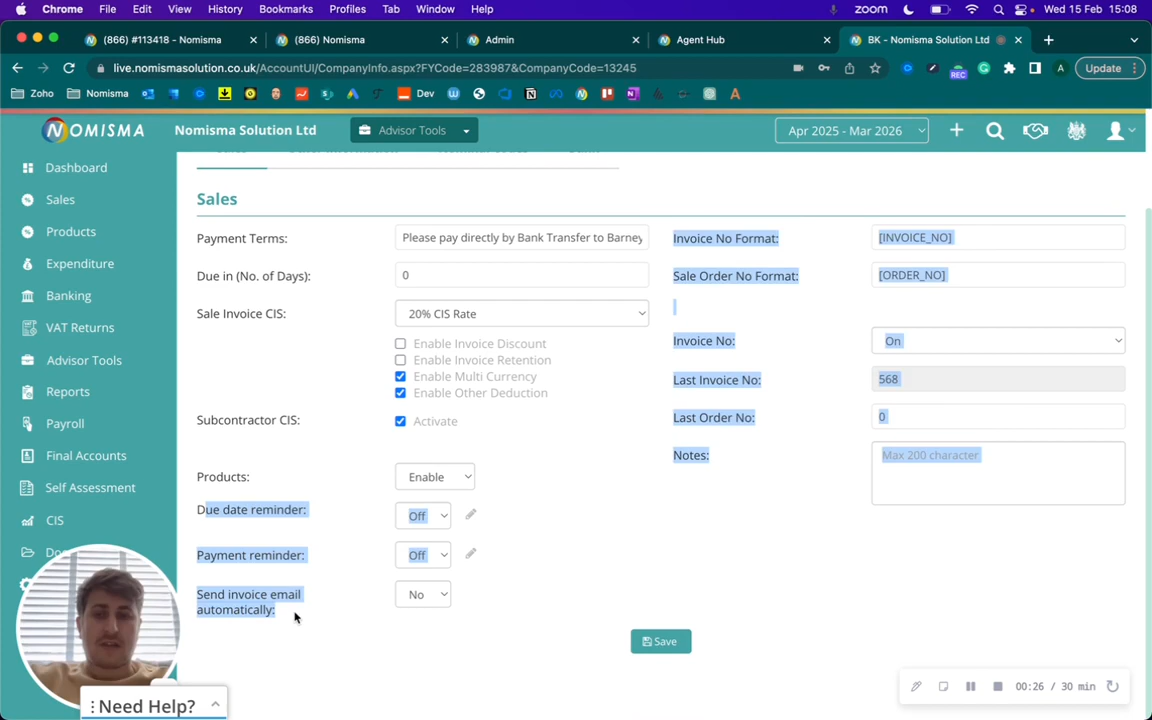 Chrome File Edit View History Bookmarks Profiles Tab Window Help zoom Wed 15 Feb 15:08
(866) #113418 - Nomisma
(866) Nomisma
Admin
Agent Hub
BK - Nomisma Solution Ltd
live.nomismasolution.co.uk/AccountUI/CompanyInfo.aspx?FYCode=283987&CompanyCode=13245
REC
A
Update
Zoho
Nomisma
Dev
NOMISMA
Nomisma Solution Ltd
Advisor Tools
Apr 2025 - Mar 2026
Dashboard
Sales
Products
Expenditure
Banking
VAT Returns
Advisor Tools
Reports
Payroll
Final Accounts
Self Assessment
CIS
Sales
Payment Terms:
Please pay directly by Bank Transfer to Barney
Due in (No. of Days):
0
Sale Invoice CIS:
20% CIS Rate
Enable Invoice Discount
Enable Invoice Retention
Enable Multi Currency
Enable Other Deduction
Subcontractor CIS:
Activate
Products:
Enable
Due date reminder:
Off
Payment reminder:
Off
Send invoice email
automatically:
No
Invoice No Format:
[INVOICE_NO]
Sale Order No Format:
[ORDER_NO]
Invoice No:
On
Last Invoice No:
568
Last Order No:
0
Notes:
Max 200 character
Save
Need Help?
00:26 / 30 min